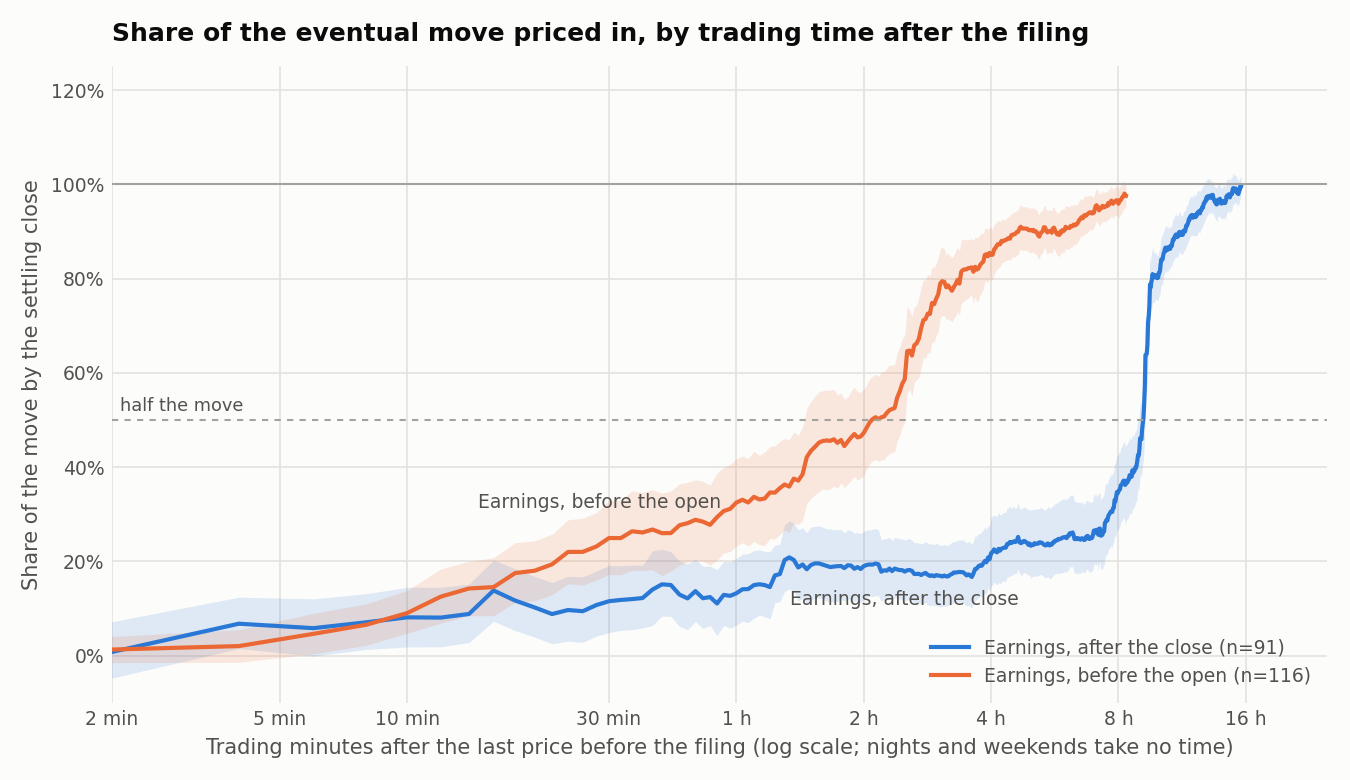 Share of the eventual move priced in, by trading time after the filing
Share of the move by the settling close
120%
100%
80%
60%
40%
20%
0%
half the move
Earnings, before the open
Earnings, after the close
Earnings, after the close (n=91)
Earnings, before the open (n=116)
2 min
5 min
10 min
30 min
1 h
2 h
4 h
8 h
16 h
Trading minutes after the last price before the filing (log scale; nights and weekends take no time)